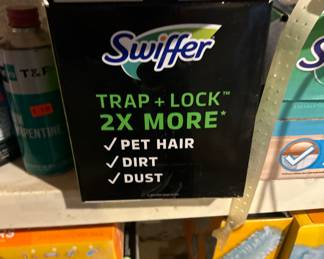 Swiffer
TRAP + LOCK™
2X MORE*
✓ PET HAIR
✓ DIRT
✓ DUST